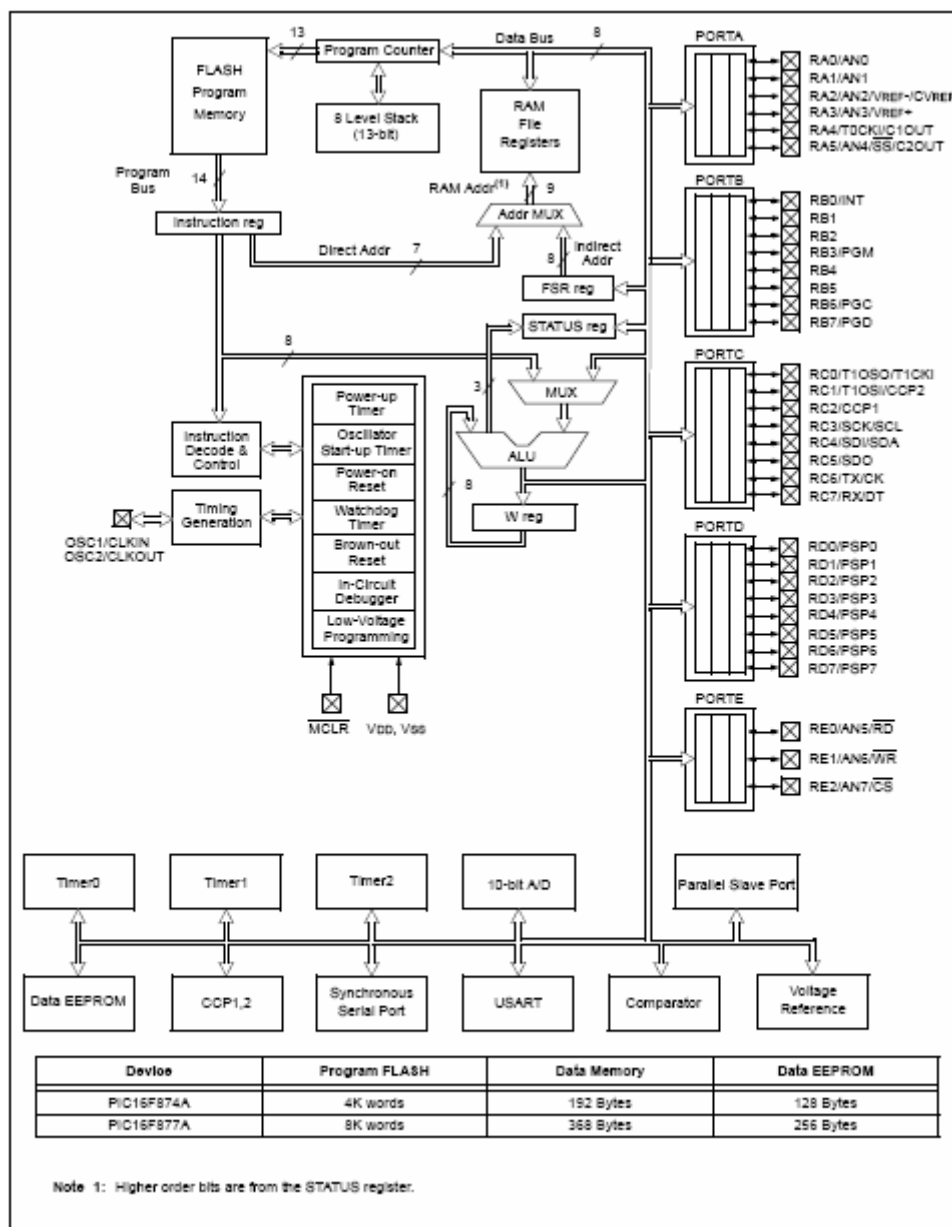 13
Data Bus
8
PORTA
FLASH
Program
Memory
Program Counter
8 Level Stack
(13-bit)
RAM
File
Registers
RA0/AN0
RA1/AN1
RA2/AN2/VREF-/CVREF
RA3/AN3/VREF+
RA4/T0CKI/C1OUT
RA5/AN4/SS/C2OUT
Program
Bus
14
RAM Addr(1)
9
PORTB
Instruction reg
Addr MUX
RB0/INT
RB1
RB2
RB3/PGM
RB4
RB5
RB6/PGC
RB7/PGD
Direct Addr
7
8
Indirect
Addr
FSR reg
STATUS reg
8
3
MUX
PORTC
RC0/T1OSO/T1CKI
RC1/T1OSI/CCP2
RC2/CCP1
RC3/SCK/SCL
RC4/SDI/SDA
RC5/SDO
RC6/TX/CK
RC7/RX/DT
Power-up
Timer
Instruction
Decode &
Control
Oscillator
Start-up Timer
ALU
Power-on
Reset
8
Timing
Generation
Watchdog
Timer
W reg
OSC1/CLKIN
OSC2/CLKOUT
Brown-out
Reset
In-Circuit
Debugger
Low-Voltage
Programming
PORTD
RD0/PSP0
RD1/PSP1
RD2/PSP2
RD3/PSP3
RD4/PSP4
RD5/PSP5
RD6/PSP6
RD7/PSP7
MCLR
VDD, VSS
PORTE
RE0/AN5/RD
RE1/AN6/WR
RE2/AN7/CS
Timer0
Timer1
Timer2
10-bit A/D
Parallel Slave Port
Data EEPROM
CCP1,2
Synchronous
Serial Port
USART
Comparator
Voltage
Reference
Device Program FLASH Data Memory Data EEPROM
PIC16F874A 4K words 192 Bytes 128 Bytes
PIC16F877A 8K words 368 Bytes 256 Bytes
Note 1: Higher order bits are from the STATUS register.